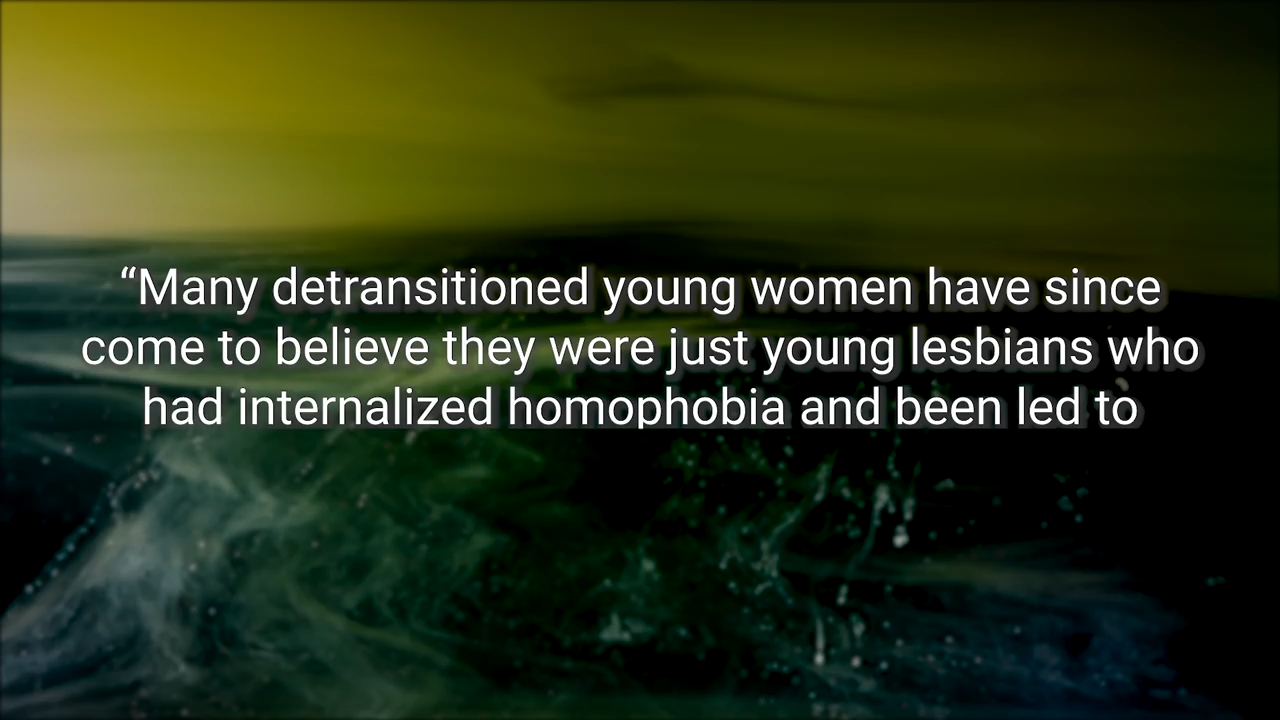 “Many detransitioned young women have since
come to believe they were just young lesbians who
had internalized homophobia and been led to